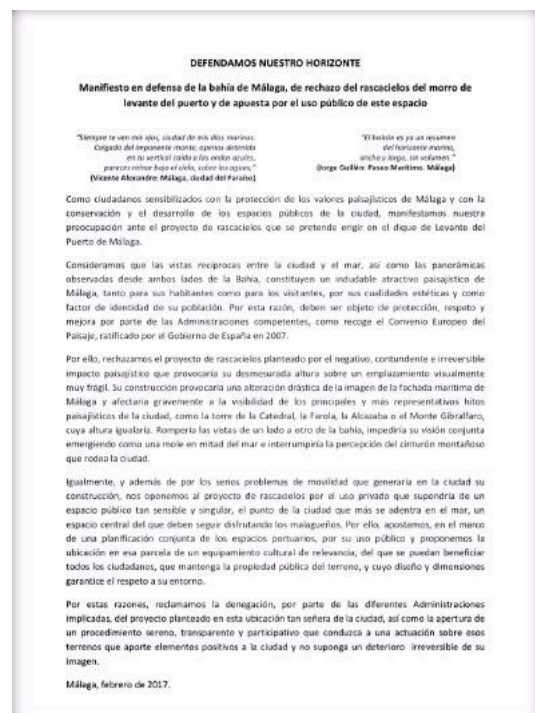 DEFENDAMOS NUESTRO HORIZONTE
Manifiesto en defensa de la bahía de Málaga, de rechazo del rascacielos del morro de
levante del puerto y de apuesta por el uso público de este espacio
"Siempre te ven mis ojos, ciudad de mis días marinos.
Colgada del imponente monte, apenas detenida
en tu vertical caída a las ondas azules,
pareces reinar bajo el cielo, sobre las aguas,"
(Vicente Aleixandre: Málaga, ciudad del Paraíso)
"El balcón es ya un resumen
del horizonte marino,
ancho y largo, sin volumen."
(Jorge Guillén: Paseo Marítimo. Málaga)
Como ciudadanos sensibilizados con la protección de los valores paisajísticos de Málaga y con la
conservación y el desarrollo de los espacios públicos de la ciudad, manifestamos nuestra
preocupación ante el proyecto de rascacielos que se pretende erigir en el dique de Levante del
Puerto de Málaga.
Consideramos que las vistas recíprocas entre la ciudad y el mar, así como las panorámicas
observadas desde ambos lados de la Bahía, constituyen un indudable atractivo paisajístico de
Málaga, tanto para sus habitantes como para los visitantes, por sus cualidades estéticas y como
factor de identidad de su población. Por esta razón, deben ser objeto de protección, respeto y
mejora por parte de las Administraciones competentes, como recoge el Convenio Europeo del
Paisaje, ratificado por el Gobierno de España en 2007.
Por ello, rechazamos el proyecto de rascacielos planteado por el negativo, contundente e irreversible
impacto paisajístico que provocaría su desmesurada altura sobre un emplazamiento visualmente
muy frágil. Su construcción provocaría una alteración drástica de la imagen de la fachada marítima de
Málaga y afectaría gravemente a la visibilidad de los principales y más representativos hitos
paisajísticos de la ciudad, como la torre de la Catedral, la Farola, la Alcazaba o el Monte Gibralfaro,
cuya altura igualaría. Rompería las vistas de un lado a otro de la bahía, impediría su visión conjunta
emergiendo como una mole en mitad del mar e interrumpiría la percepción del cinturón montañoso
que rodea la ciudad.
Igualmente, y además de por los serios problemas de movilidad que generaría en la ciudad su
construcción, nos oponemos al proyecto de rascacielos por el uso privado que supondría de un
espacio público tan sensible y singular, el punto de la ciudad que más se adentra en el mar, un
espacio central del que deben seguir disfrutando los malagueños. Por ello, apostamos, en el marco
de una planificación conjunta de los espacios portuarios, por su uso público y proponemos la
ubicación en esa parcela de un equipamiento cultural de relevancia, del que se puedan beneficiar
todos los ciudadanos, que mantenga la propiedad pública del terreno, y cuyo diseño y dimensiones
garantice el respeto a su entorno.
Por estas razones, reclamamos la denegación, por parte de las diferentes Administraciones
implicadas, del proyecto planteado en esta ubicación tan señera de la ciudad, así como la apertura de
un procedimiento sereno, transparente y participativo que conduzca a una actuación sobre esos
terrenos que aporte elementos positivos a la ciudad y no suponga un deterioro irreversible de su
imagen.
Málaga, febrero de 2017.